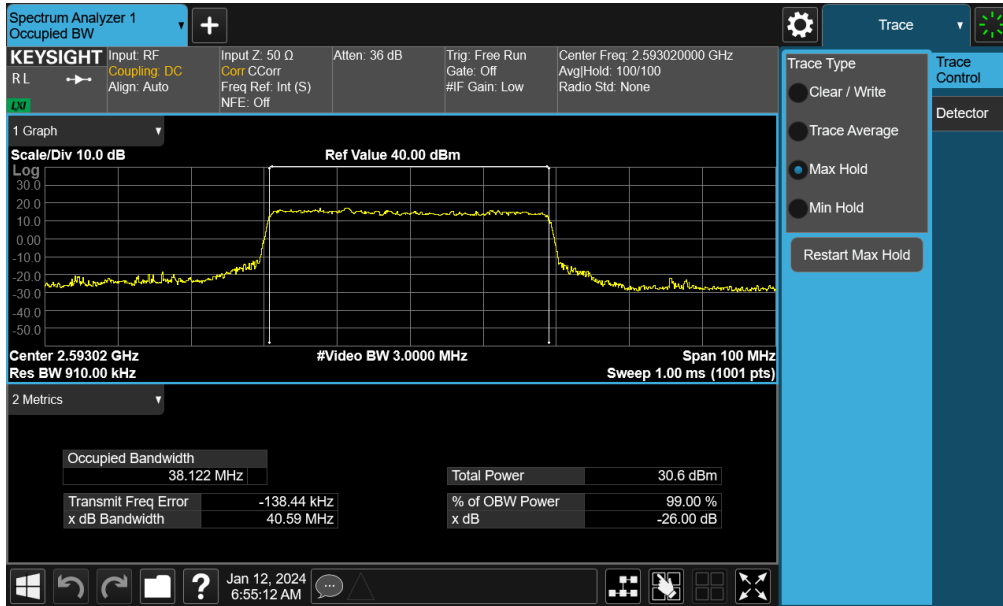 Spectrum Analyzer 1
Occupied BW
Trace
KEYSIGHT
R L
LXI
Input: RF
Coupling: DC
Align: Auto
Input Z: 50 Ω
Corr CCorr
Freq Ref: Int (S)
NFE: Off
Atten: 36 dB
Trig: Free Run
Gate: Off
#IF Gain: Low
Center Freq: 2.593020000 GHz
Avg|Hold: 100/100
Radio Std: None
Trace Type
Clear / Write
Trace Average
Max Hold
Min Hold
Restart Max Hold
Trace
Control
Detector
1 Graph
Scale/Div 10.0 dB
Ref Value 40.00 dBm
Log
30.0
20.0
10.0
0.00
-10.0
-20.0
-30.0
-40.0
-50.0
Center 2.59302 GHz
#Video BW 3.0000 MHz
Span 100 MHz
Res BW 910.00 kHz
Sweep 1.00 ms (1001 pts)
2 Metrics
Occupied Bandwidth
38.122 MHz
Total Power 30.6 dBm
Transmit Freq Error -138.44 kHz
% of OBW Power 99.00 %
x dB Bandwidth 40.59 MHz
x dB -26.00 dB
?
Jan 12, 2024
6:55:12 AM